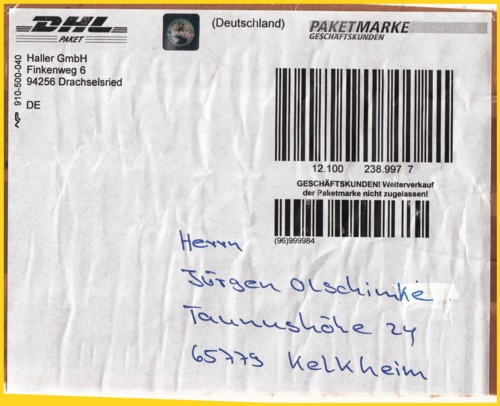 DHL
PAKET
(Deutschland)
PAKETMARKE
GESCHÄFTSKUNDEN
Haller GmbH
Finkenweg 6
94256 Drachselsried
DE
910-500-040
12.100 238.997 7
GESCHÄFTSKUNDEN! Weiterverkauf
der Paketmarke nicht zugelassen!
(96)999984
Herrn
Jürgen Olschimke
Taunushöhe 24
65779 Kelkheim